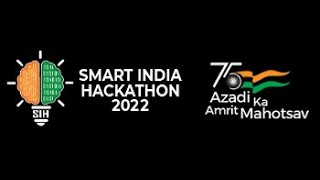 SIH
SMART INDIA
HACKATHON
2022
75
Azadi Ka
Amrit Mahotsav